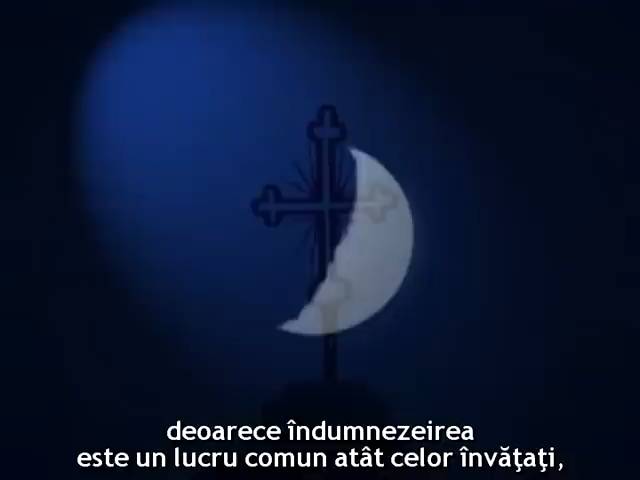 deoarece îndumnezeirea
este un lucru comun atât celor învăţaţi,